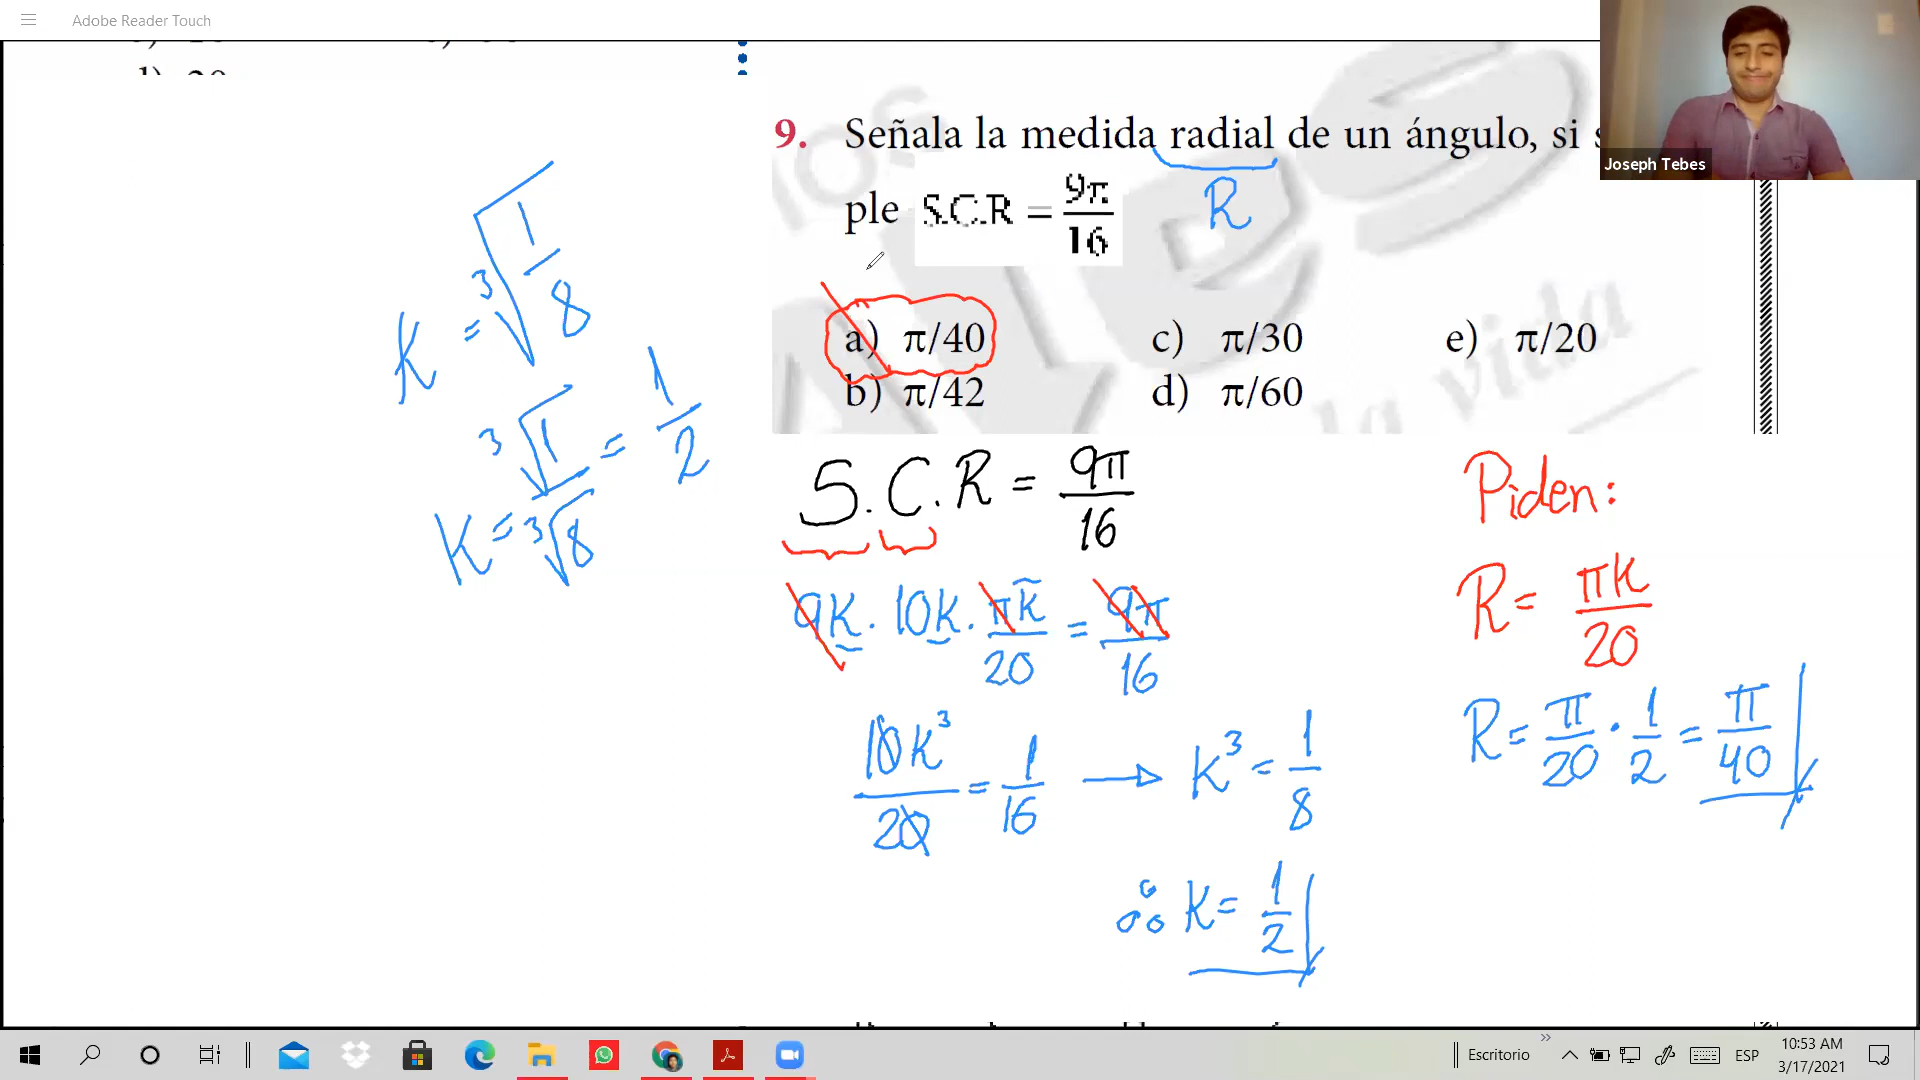 Adobe Reader Touch
9. Señala la medida radial de un ángulo, si s
ple S.C.R = 9π/16
R
a) π/40 c) π/30 e) π/20
b) π/42 d) π/60
Joseph Tebes
K = ∛(1/8)
K = ∛1/∛8 = 1/2
S.C.R = 9π/16
9K . 10K . πK/20 = 9π/16
10K³/20 = 1/16 → K³ = 1/8
∴ K = 1/2
Piden:
R = πK/20
R = π/20 . 1/2 = π/40
Escritorio
ESP
10:53 AM
3/17/2021